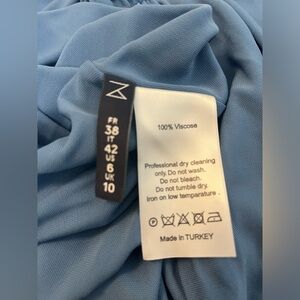 FR
38
IT
42
US
6
UK
10
100% Viscose
Professional dry cleaning
only. Do not wash.
Do not bleach.
Do not tumble dry.
Iron on low temperature .
Made in TURKEY